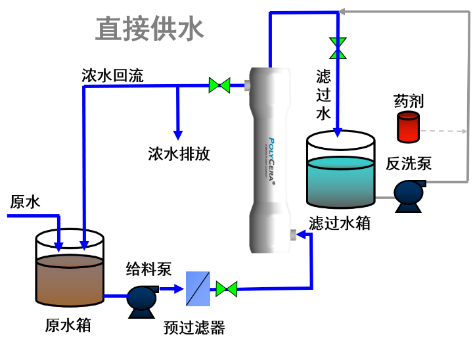 直接供水
浓水回流
滤过水
药剂
浓水排放
POLYCERA®
反洗泵
原水
滤过水箱
给料泵
原水箱
预过滤器